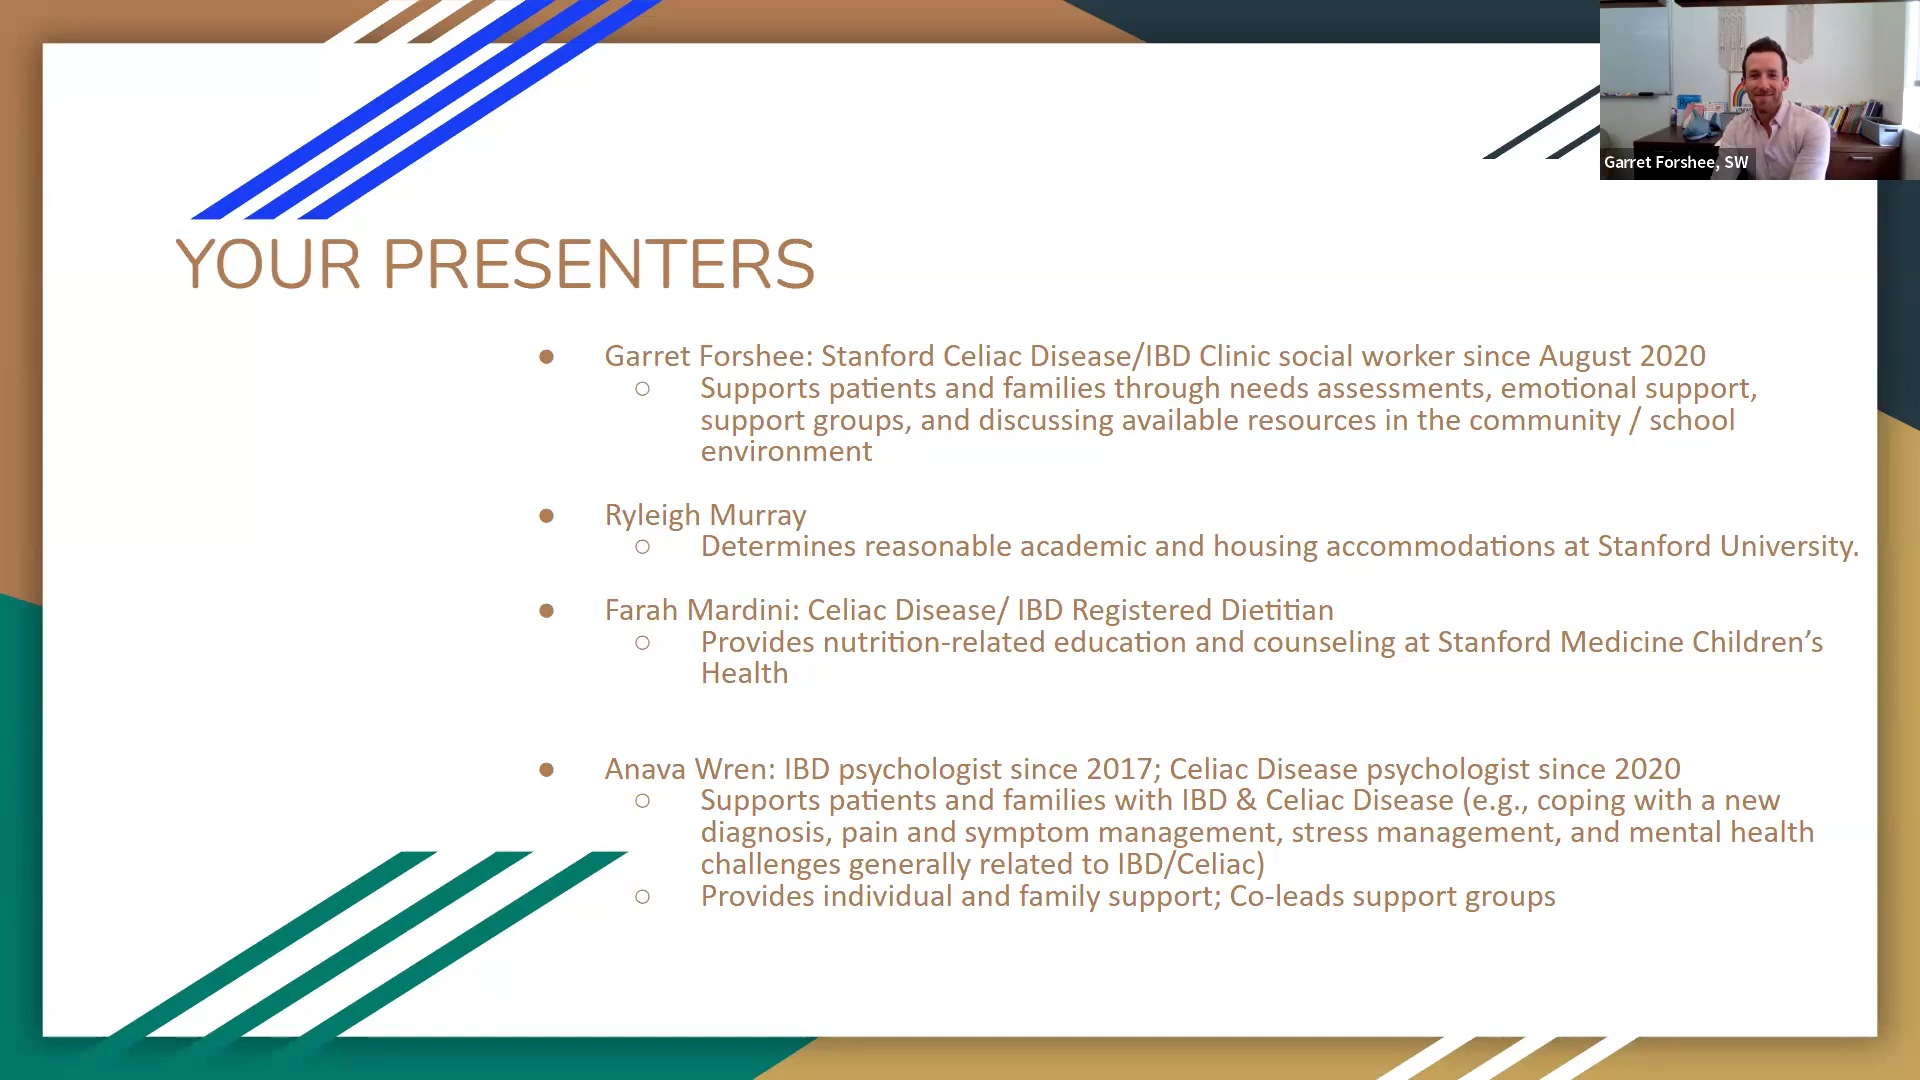 Garret Forshee, SW
YOUR PRESENTERS
● Garret Forshee: Stanford Celiac Disease/IBD Clinic social worker since August 2020
○ Supports patients and families through needs assessments, emotional support,
support groups, and discussing available resources in the community / school
environment
● Ryleigh Murray
○ Determines reasonable academic and housing accommodations at Stanford University.
● Farah Mardini: Celiac Disease/ IBD Registered Dietitian
○ Provides nutrition-related education and counseling at Stanford Medicine Children’s
Health
● Anava Wren: IBD psychologist since 2017; Celiac Disease psychologist since 2020
○ Supports patients and families with IBD & Celiac Disease (e.g., coping with a new
diagnosis, pain and symptom management, stress management, and mental health
challenges generally related to IBD/Celiac)
○ Provides individual and family support; Co-leads support groups